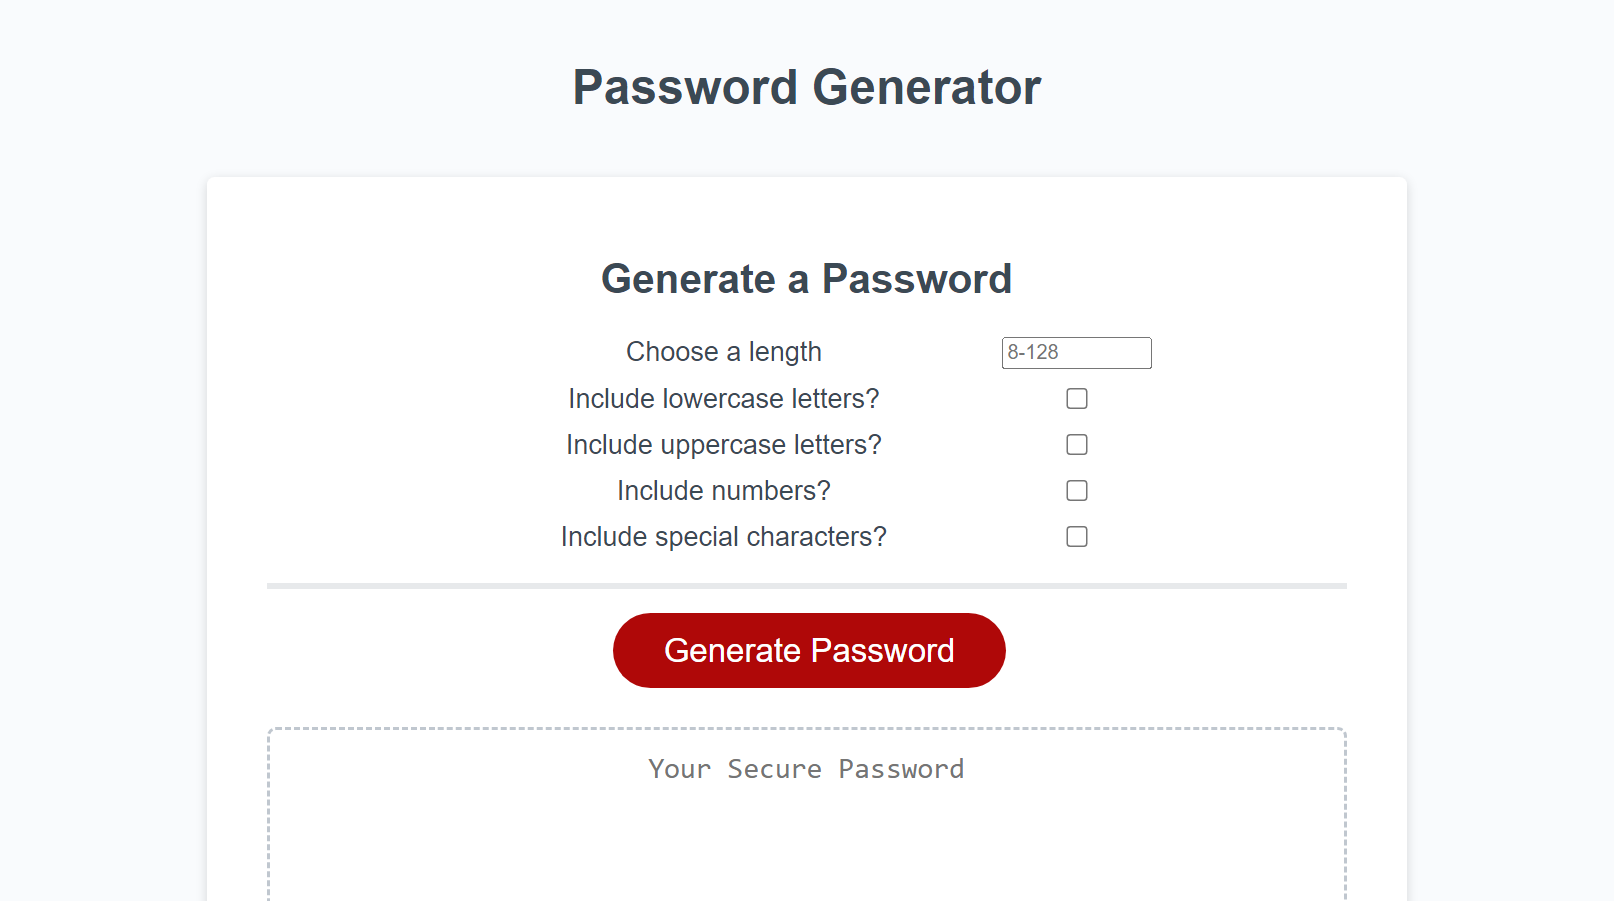 Password Generator
Generate a Password
Choose a length
8-128
Include lowercase letters?
Include uppercase letters?
Include numbers?
Include special characters?
Generate Password
Your Secure Password